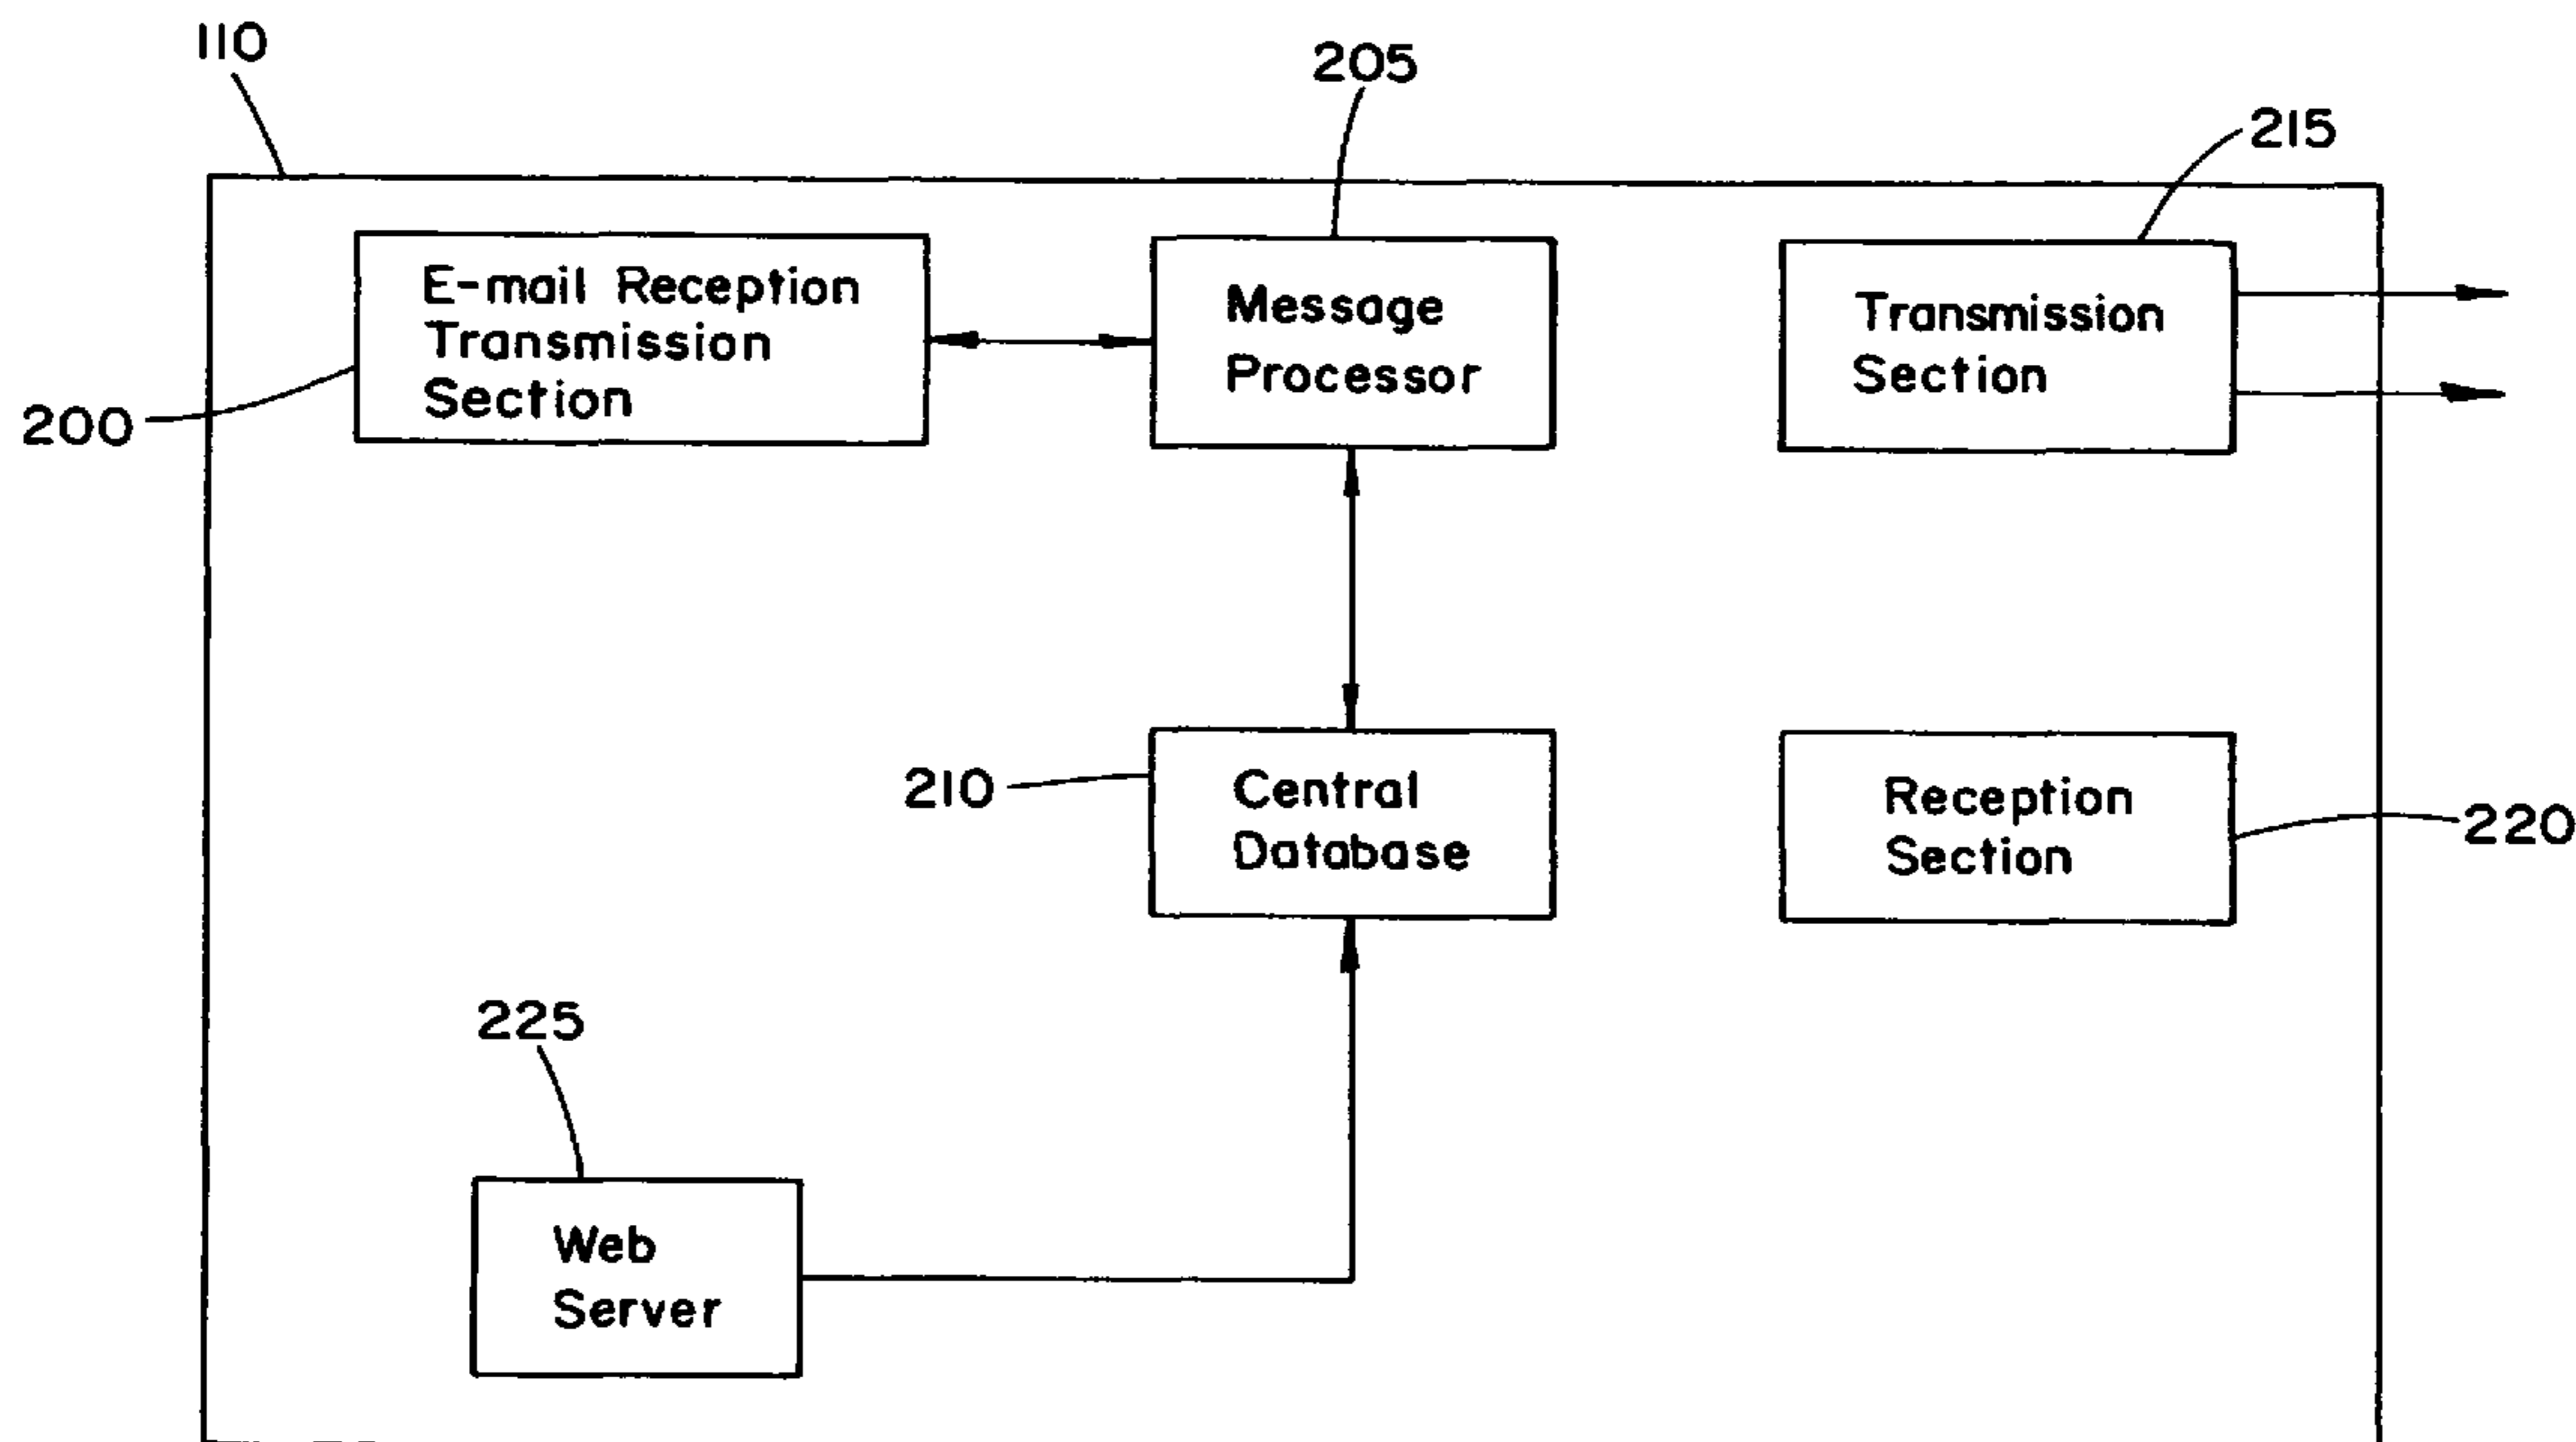 110
205
215
E-mail Reception
Transmission
Section
200
Message
Processor
Transmission
Section
210
Central
Database
Reception
Section
220
225
Web
Server